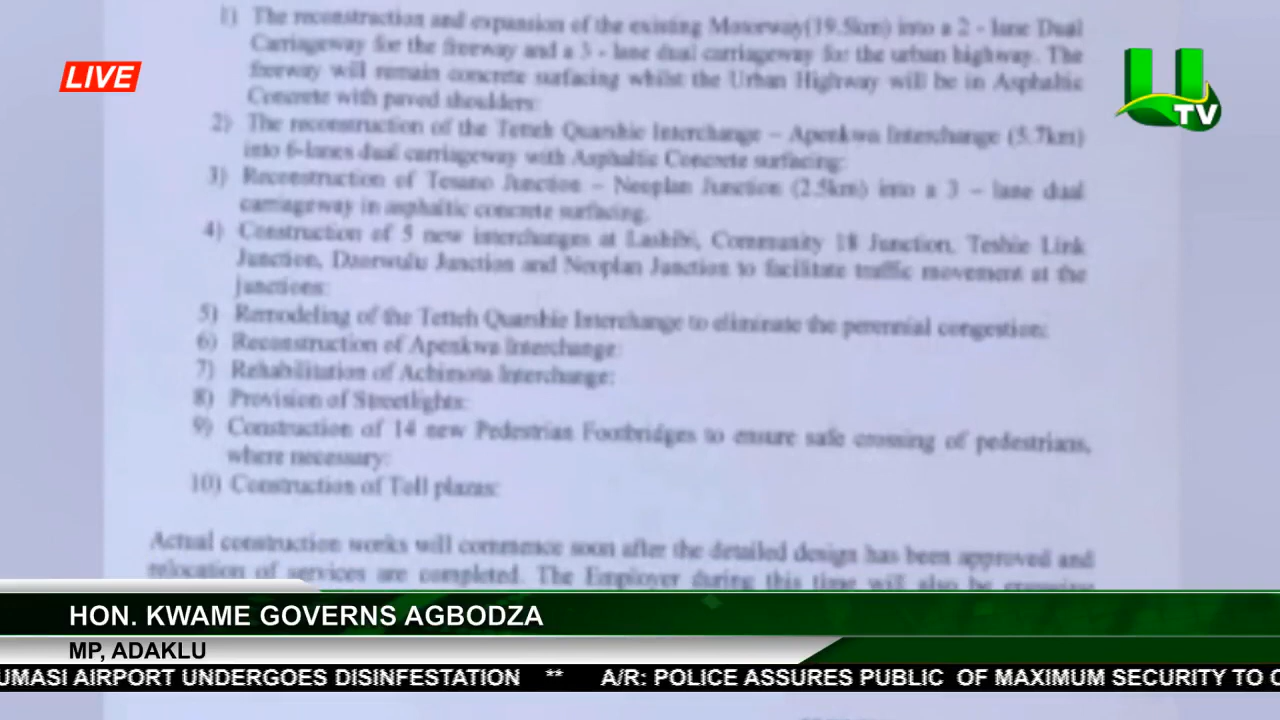 1) The reconstruction and expansion of the existing Motorway(19.5km) into a 2 - lane Dual
Carriageway for the freeway and a 3 - lane dual carriageway for the urban highway. The
freeway will remain concrete surfacing whilst the Urban Highway will be in Asphaltic
Concrete with paved shoulders;
LIVE
UTV
2) The reconstruction of the Tetteh Quarshie Interchange – Apenkwa Interchange (5.7km)
into 6-lanes dual carriageway with Asphaltic Concrete surfacing;
3) Reconstruction of Tesano Junction – Neoplan Junction (2.5km) into a 3 – lane dual
carriageway in asphaltic concrete surfacing.
4) Construction of 5 new interchanges at Lashibi, Community 18 Junction, Teshie Link
Junction, Dzorwulu Junction and Neoplan Junction to facilitate traffic movement at the
junctions;
5) Remodeling of the Tetteh Quarshie Interchange to eliminate the perennial congestion;
6) Reconstruction of Apenkwa Interchange;
7) Rehabilitation of Achimota Interchange;
8) Provision of Streetlights;
9) Construction of 14 new Pedestrian Footbridges to ensure safe crossing of pedestrians,
where necessary;
10) Construction of Toll plazas;
Actual construction works will commence soon after the detailed design has been approved and
relocation of services are completed. The Employer during this time will also be
HON. KWAME GOVERNS AGBODZA
MP, ADAKLU
UMASI AIRPORT UNDERGOES DISINFESTATION ** A/R: POLICE ASSURES PUBLIC OF MAXIMUM SECURITY TO